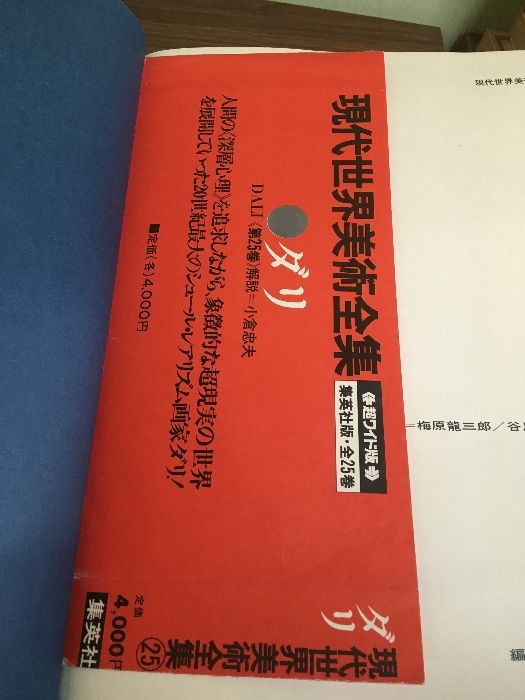 現代世界美術全集
超ワイド版
集英社版・全25巻
ダリ
DALI《第25巻》解説=小倉忠夫
人間の《深層心理》を追求しながら、象徴的な超現実の世界
を展開していった20世紀最大のシュール・レアリズム画家ダリ!
■定価(各)4,000円
ダリ
現代世界美術全集
25
定価
4,000円
集英社
現代世界美
=梅原龍三郎/谷
編